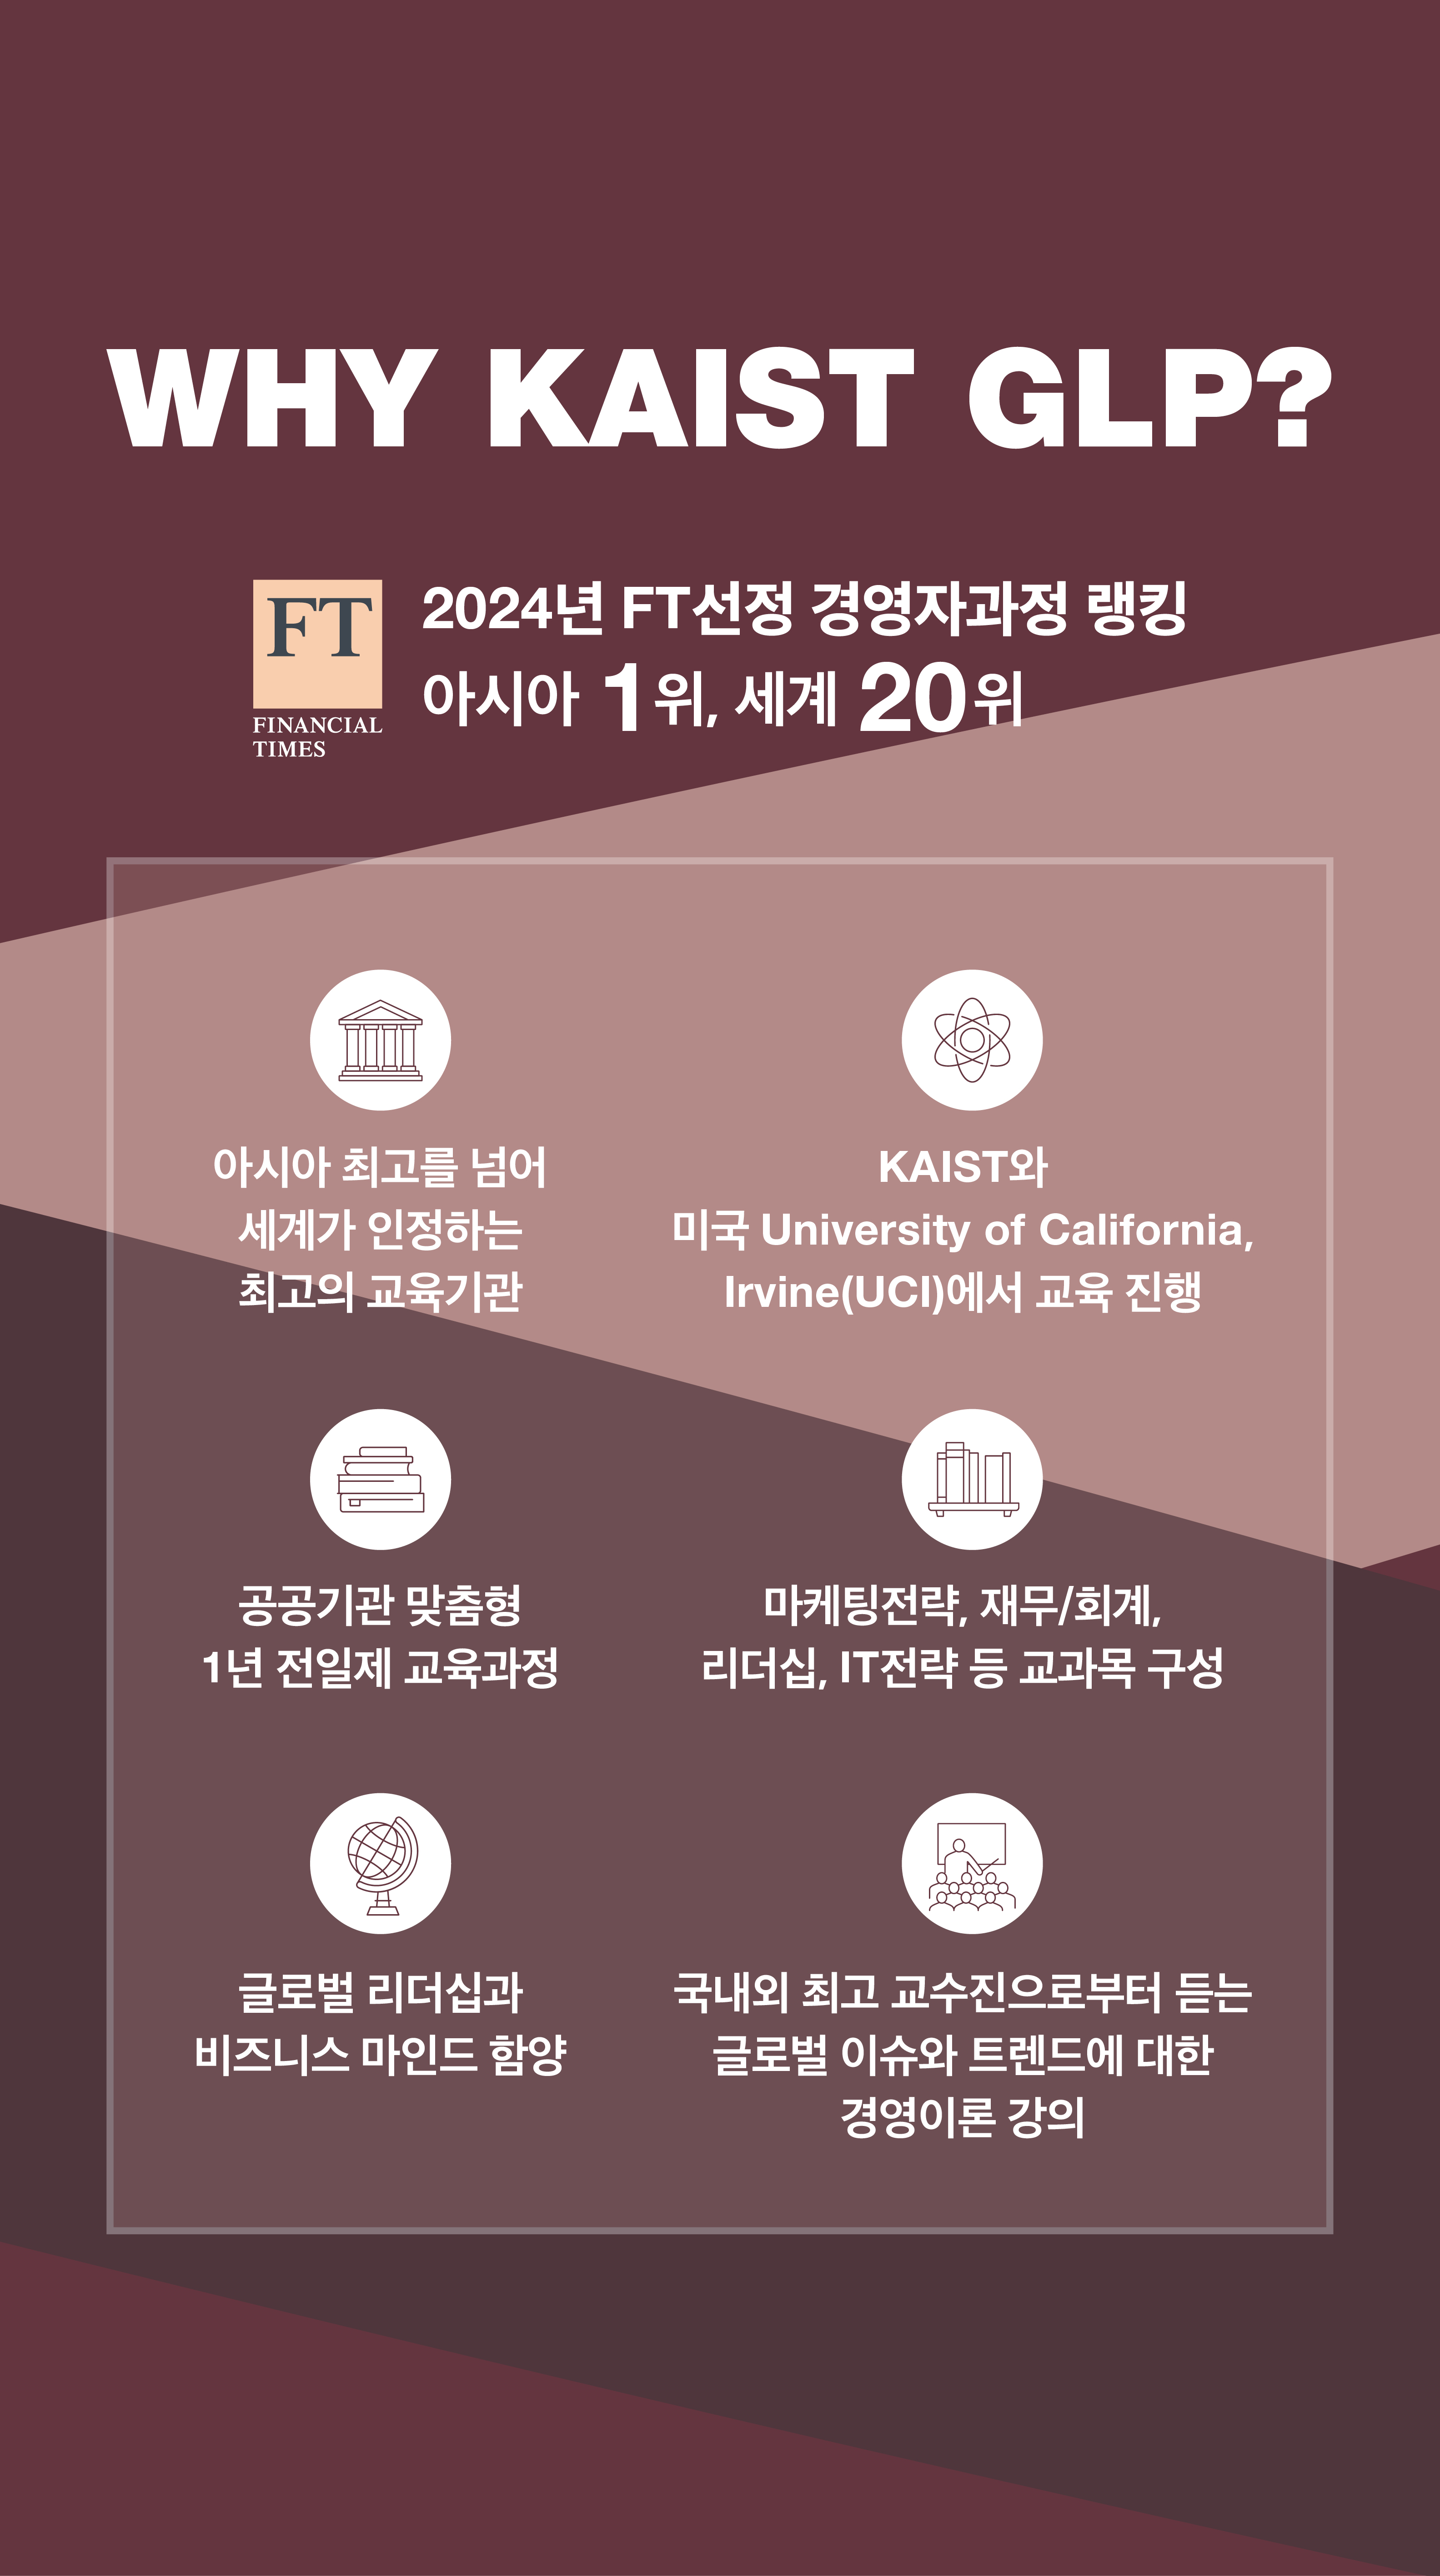 WHY KAIST GLP?
FT
FINANCIAL
TIMES
2024년 FT선정 경영자과정 랭킹
아시아 1위, 세계 20위
아시아 최고를 넘어
세계가 인정하는
최고의 교육기관
KAIST와
미국 University of California,
Irvine(UCI)에서 교육 진행
공공기관 맞춤형
1년 전일제 교육과정
마케팅전략, 재무/회계,
리더십, IT전략 등 교과목 구성
글로벌 리더십과
비즈니스 마인드 함양
국내외 최고 교수진으로부터 듣는
글로벌 이슈와 트렌드에 대한
경영이론 강의